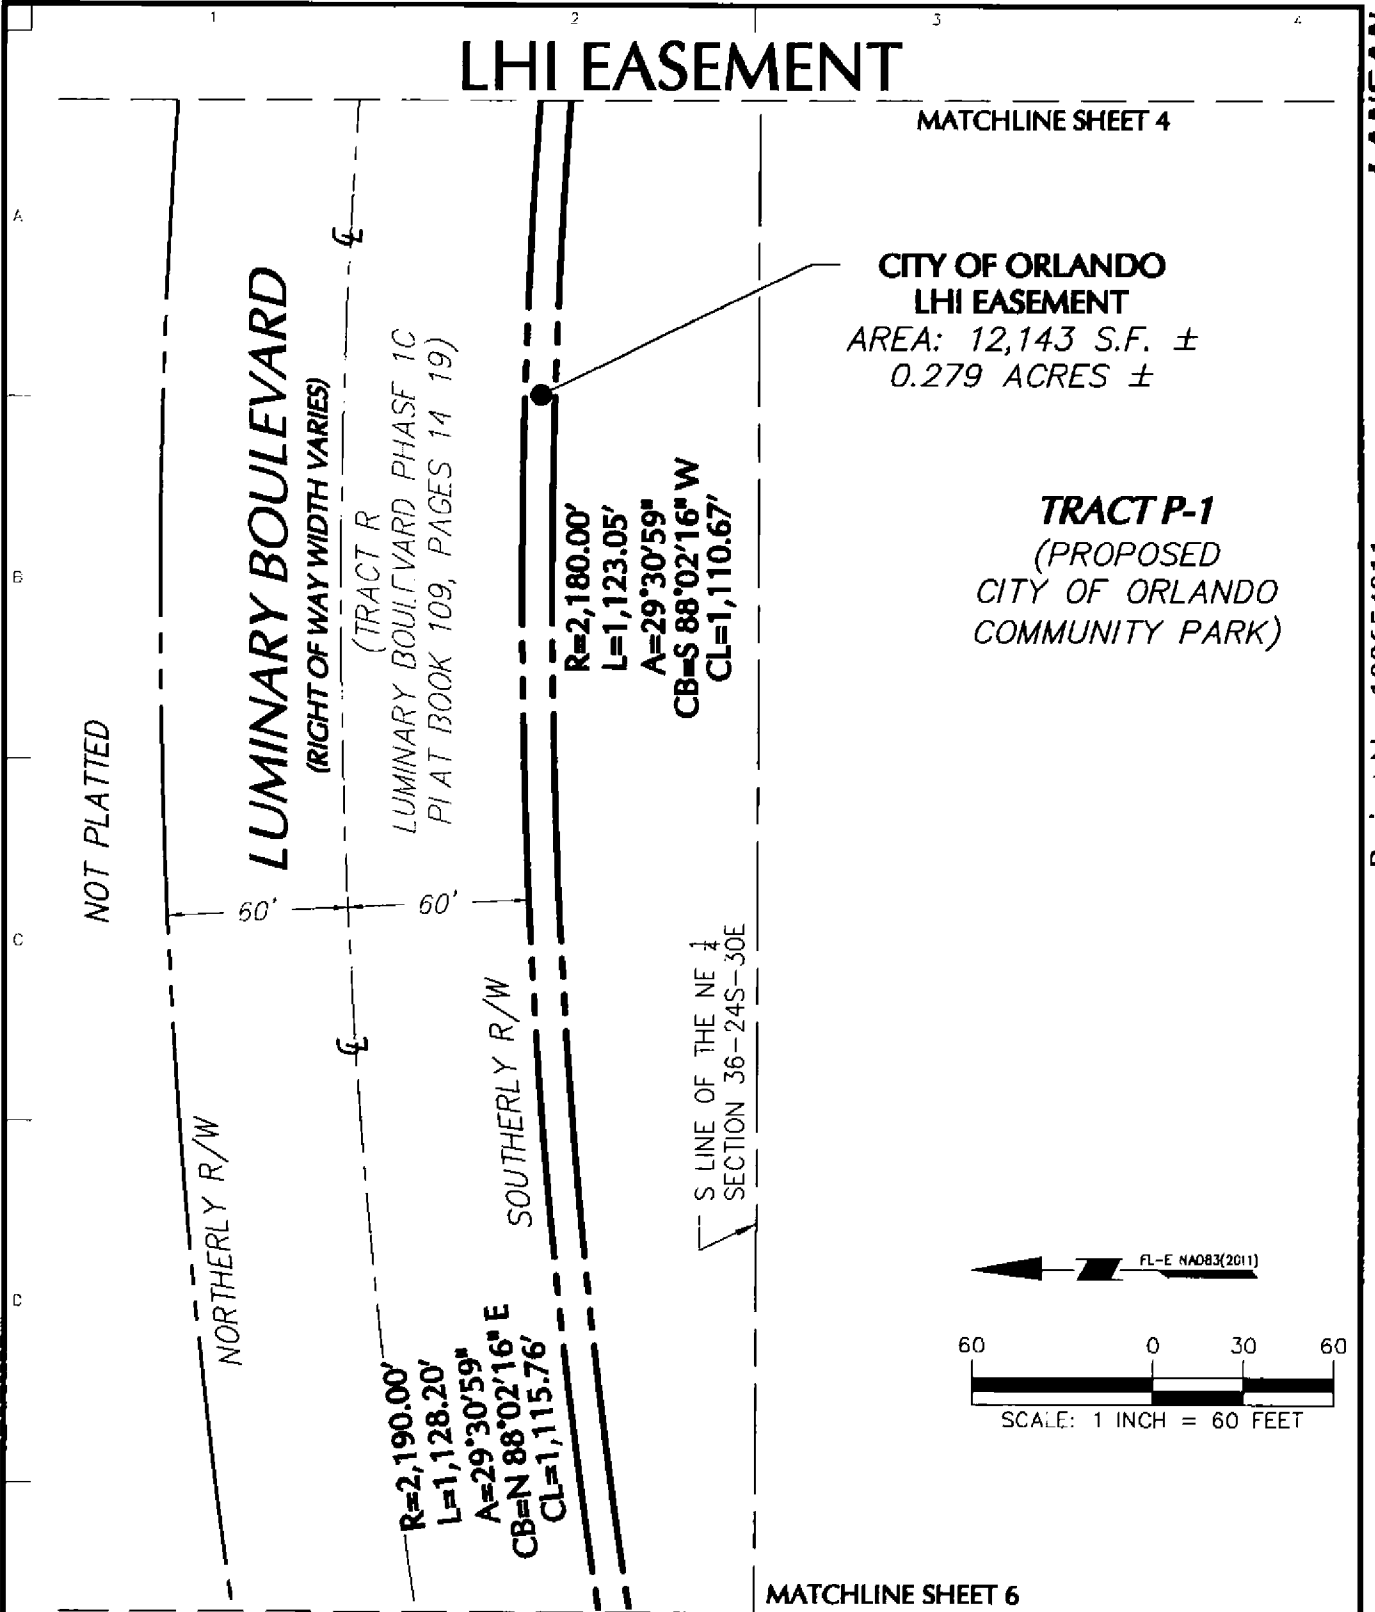 1 2 3 4
LHI EASEMENT
MATCHLINE SHEET 4
A
B
C
D
CITY OF ORLANDO
LHI EASEMENT
AREA: 12,143 S.F. ±
0.279 ACRES ±
LUMINARY BOULEVARD
(RIGHT OF WAY WIDTH VARIES)
(TRACT R
LUMINARY BOULEVARD PHASE 1C
PLAT BOOK 109, PAGES 14 19)
R=2,180.00'
L=1,123.05'
A=29°30'59"
CB=S 88°02'16" W
CL=1,110.67'
TRACT P-1
(PROPOSED
CITY OF ORLANDO
COMMUNITY PARK)
NOT PLATTED
60'
60'
℄
℄
S LINE OF THE NE 1/4
SECTION 36-24S-30E
SOUTHERLY R/W
NORTHERLY R/W
R=2,190.00'
L=1,128.20'
A=29°30'59"
CB=N 88°02'16" E
CL=1,115.76'
FL-E NAD83(2011)
60 0 30 60
SCALE: 1 INCH = 60 FEET
MATCHLINE SHEET 6